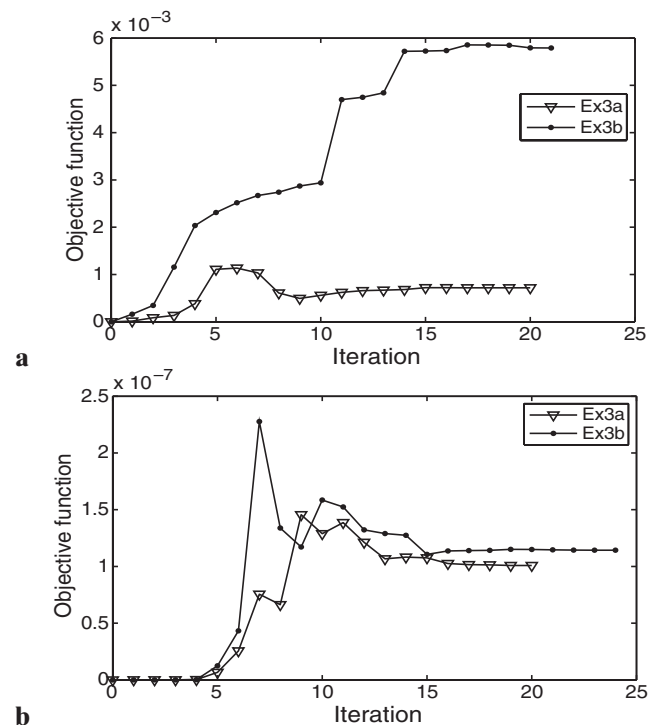 × 10−3
6
5
4
3
2
1
0
0 5 10 15 20 25
Objective function
Iteration
Ex3a
Ex3b
a
× 10−7
2.5
2
1.5
1
0.5
0
0 5 10 15 20 25
Objective function
Iteration
Ex3a
Ex3b
b